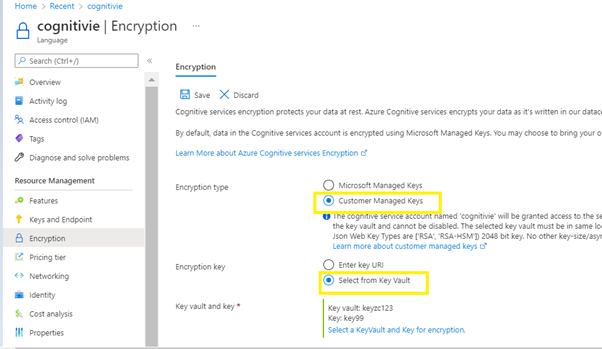 Home > Recent > cognitivie
cognitivie | Encryption ...
Language
Search (Ctrl+/)
«
Overview
Activity log
Access control (IAM)
Tags
Diagnose and solve problems
Resource Management
Features
Keys and Endpoint
Encryption
Pricing tier
Networking
Identity
Cost analysis
Properties
Encryption
Save Discard
Cognitive services encryption protects your data at rest. Azure Cognitive services encrypts your data as it's written in our datace
By default, data in the Cognitive services account is encrypted using Microsoft Managed Keys. You may choose to bring your o
Learn More about Azure Cognitive services Encryption
Encryption type
Microsoft Managed Keys
Customer Managed Keys
The cognitive service account named 'cognitivie' will be granted access to the se
the key vault and cannot be disabled. The selected key vault must be in same lo
Json Web Key Types are ['RSA', 'RSA-HSM']) 2048 bit key. No other key-size/asyn
Learn more about customer managed keys
Encryption key
Enter key URI
Select from Key Vault
Key vault and key *
Key vault: keyzc123
Key: key99
Select a KeyVault and Key for encryption.